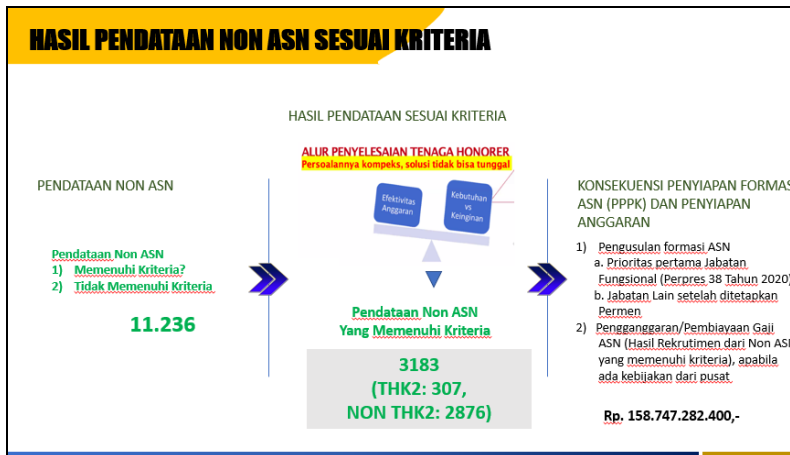 HASIL PENDATAAN NON ASN SESUAI KRITERIA
PENDATAAN NON ASN
Pendataan Non ASN
1) Memenuhi Kriteria?
2) Tidak Memenuhi Kriteria
11.236
HASIL PENDATAAN SESUAI KRITERIA
ALUR PENYELESAIAN TENAGA HONORER
Persoalannya kompeks, solusi tidak bisa tunggal
Efektivitas
Anggaran
Kebutuhan
vs
Keinginan
Pendataan Non ASN
Yang Memenuhi Kriteria
3183
(THK2: 307,
NON THK2: 2876)
KONSEKUENSI PENYIAPAN FORMAS
ASN (PPPK) DAN PENYIAPAN
ANGGARAN
1) Pengusulan formasi ASN
a. Prioritas pertama Jabatan
Fungsional (Perpres 38 Tahun 2020)
b. Jabatan Lain setelah ditetapkan
Permen
2) Pengganggaran/Pembiayaan Gaji
ASN (Hasil Rekrutimen dari Non ASN
yang memenuhi kriteria), apabila
ada kebijakan dari pusat
Rp. 158.747.282.400,-